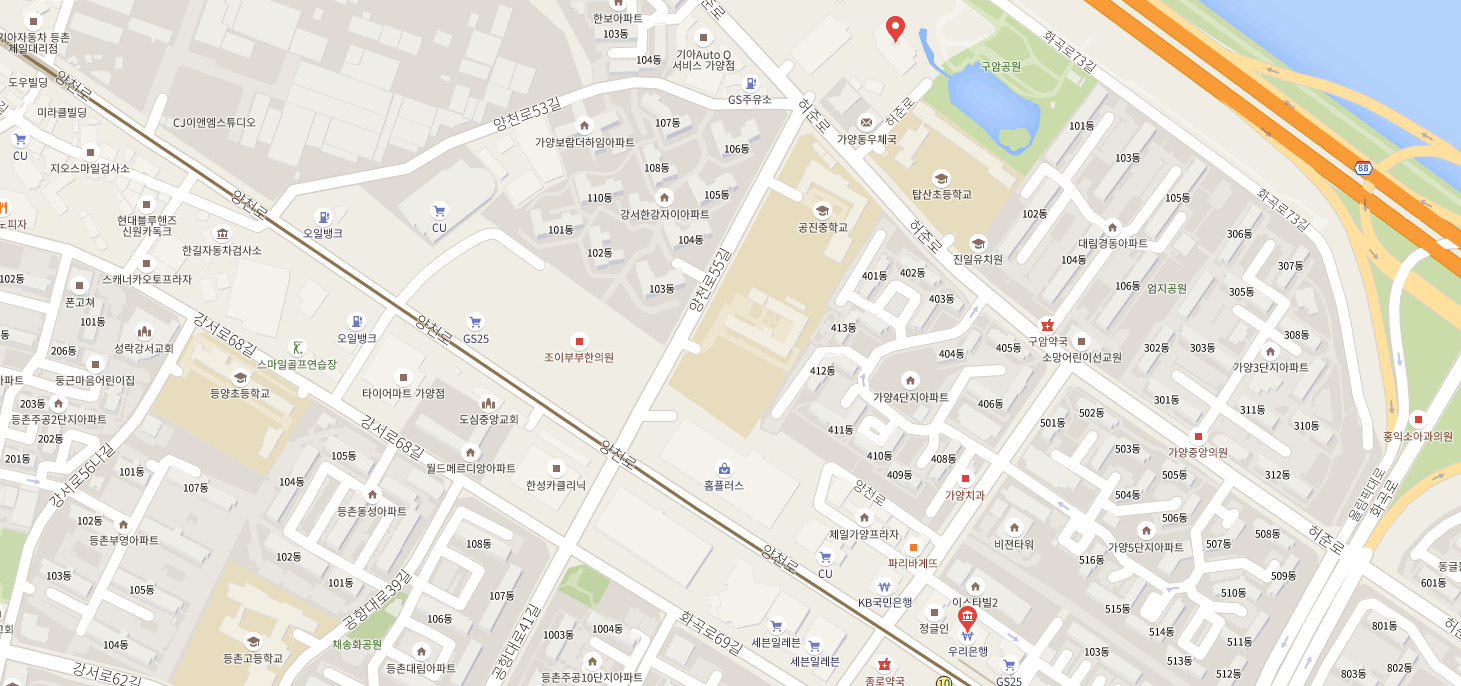 한보아파트
103동
104동
기아자동차 등촌
제일대리점
도우빌딩
양천로
미라클빌딩
CU
CJ이앤엠스튜디오
지오스마일검사소
기아Auto Q
서비스 가양점
GS주유소
양천로53길
가양보람더하임아파트
107동
106동
108동
110동
105동
강서한강자이아파트
101동
104동
102동
103동
허준로
허준로
가양동우체국
구암공원
화곡로73길
88
탑산초등학교
공진중학교
진일유치원
허준로
101동
103동
105동
102동
대림경동아파트
104동
106동
엄지공원
화곡로73길
306동
307동
305동
308동
302동
303동
가양3단지아파트
301동
311동
310동
312동
현대블루핸즈
신원카독크
한길자동차검사소
양천로
오일뱅크
CU
스캐너카오토프라자
102동
폰고쳐
101동
성락강서교회
206동
둥근마음어린이집
203동
등촌주공2단지아파트
202동
201동
강서로68길
스마일골프연습장
등양초등학교
오일뱅크
양천로
GS25
조이부부한의원
양천로55길
타이어마트 가양점
도심중앙교회
강서로68길
월드메르디앙아파트
한성카클리닉
양천로
홈플러스
401동
402동
403동
413동
404동
405동
412동
가양4단지아파트
406동
411동
410동
409동
408동
구암약국
소망어린이선교원
가양치과
501동
502동
503동
가양중앙의원
505동
504동
506동
507동
508동
가양5단지아파트
516동
509동
510동
515동
514동
511동
513동
512동
홍익소아과의원
올림픽대로
화곡로
허준로
601동
801동
802동
803동
강서로56나길
101동
107동
102동
등촌부영아파트
103동
105동
104동
강서로62길
105동
104동
등촌동성아파트
102동
101동
108동
107동
106동
공항대로39길
채송화공원
등촌고등학교
등촌대림아파트
공항대로41길
1003동
1004동
등촌주공10단지아파트
화곡로69길
양천로
제일가양프라자
비젼타워
파리바게뜨
양천로
CU
KB국민은행
이스타빌2
정글인
우리은행
세븐일레븐
세븐일레븐
종로약국
10
GS25
103동